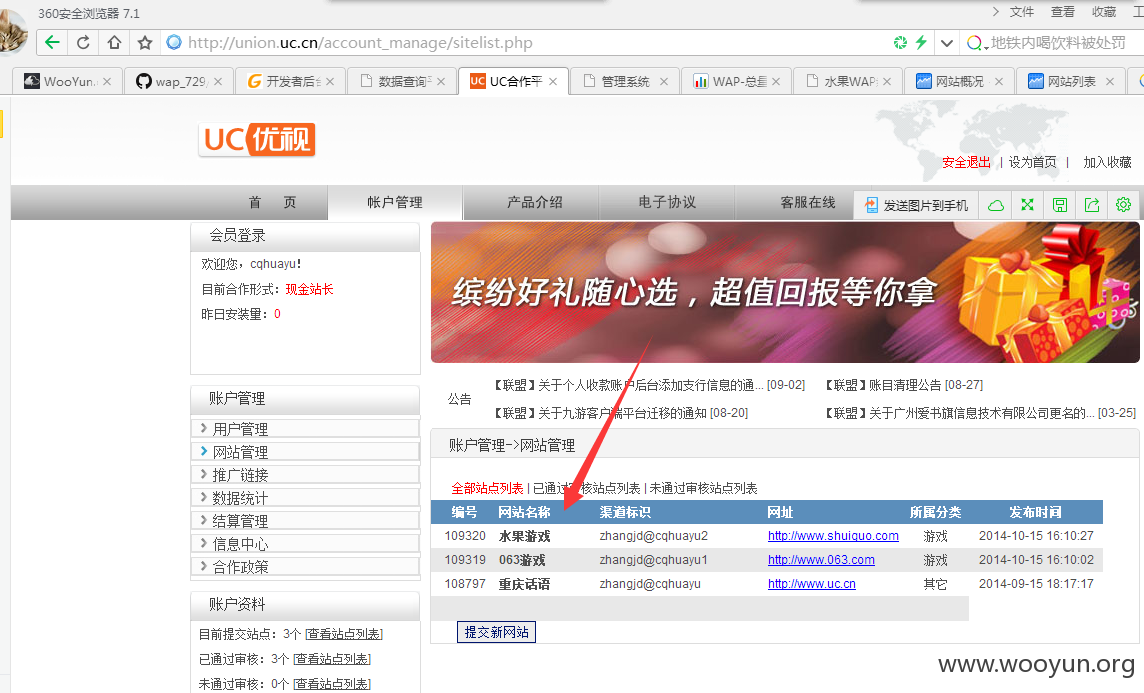 360安全浏览器 7.1
文件 查看 收藏
http://union.uc.cn/account_manage/sitelist.php
地铁内喝饮料被处罚
WooYun. wap_729 开发者后台 数据查询平 UC合作平 管理系统 WAP-总量 水果WAP 网站概况 网站列表
UC优视
安全退出 | 设为首页 | 加入收藏
首 页 帐户管理 产品介绍 电子协议 客服在线
发送图片到手机
会员登录
欢迎您，cqhuayu!
目前合作形式：现金站长
昨日安装量：0
缤纷好礼随心选，超值回报等你拿
公告
【联盟】关于个人收款账户后台添加支行信息的通... [09-02]
【联盟】账目清理公告 [08-27]
【联盟】关于九游客户端平台迁移的通知 [08-20]
【联盟】关于广州爱书旗信息技术有限公司更名的... [03-25]
账户管理
用户管理
网站管理
推广链接
数据统计
结算管理
信息中心
合作政策
账户管理->网站管理
全部站点列表 | 已通过审核站点列表 | 未通过审核站点列表
编号 网站名称 渠道标识 网址 所属分类 发布时间
109320 水果游戏 zhangjd@cqhuayu2 http://www.shuiguo.com 游戏 2014-10-15 16:10:27
109319 063游戏 zhangjd@cqhuayu1 http://www.063.com 游戏 2014-10-15 16:10:02
108797 重庆话语 zhangjd@cqhuayu http://www.uc.cn 其它 2014-09-15 18:17:17
提交新网站
账户资料
目前提交站点：3个 [查看站点列表]
已通过审核：3个 [查看站点列表]
未通过审核：0个 [查看站点列表]
www.wooyun.org